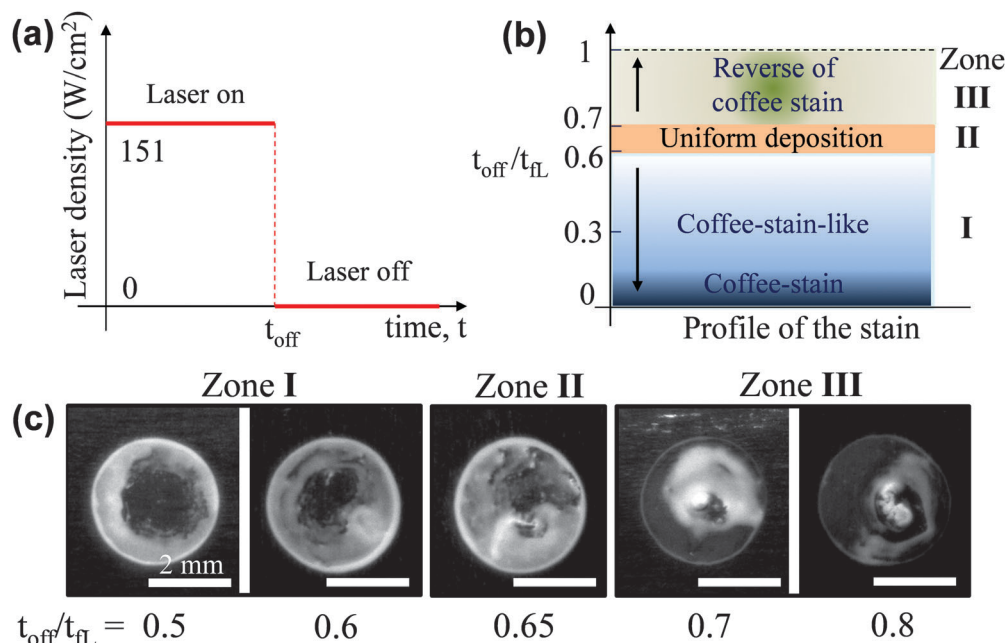 (a)
Laser density (W/cm²)
Laser on
151
0
Laser off
t_off
time, t
(b)
t_off/t_fL
1
0.7
0.6
0.3
0
Zone
Reverse of
coffee stain
III
Uniform deposition
II
Coffee-stain-like
I
Coffee-stain
Profile of the stain
(c)
Zone I
Zone II
Zone III
2 mm
t_off/t_fL = 0.5 0.6 0.65 0.7 0.8